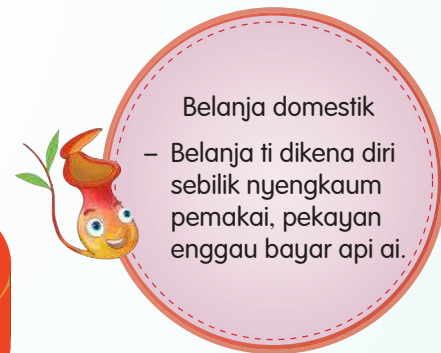 Belanja domestik
– Belanja ti dikena diri
sebilik nyengkaum
pemakai, pekayan
enggau bayar api ai.